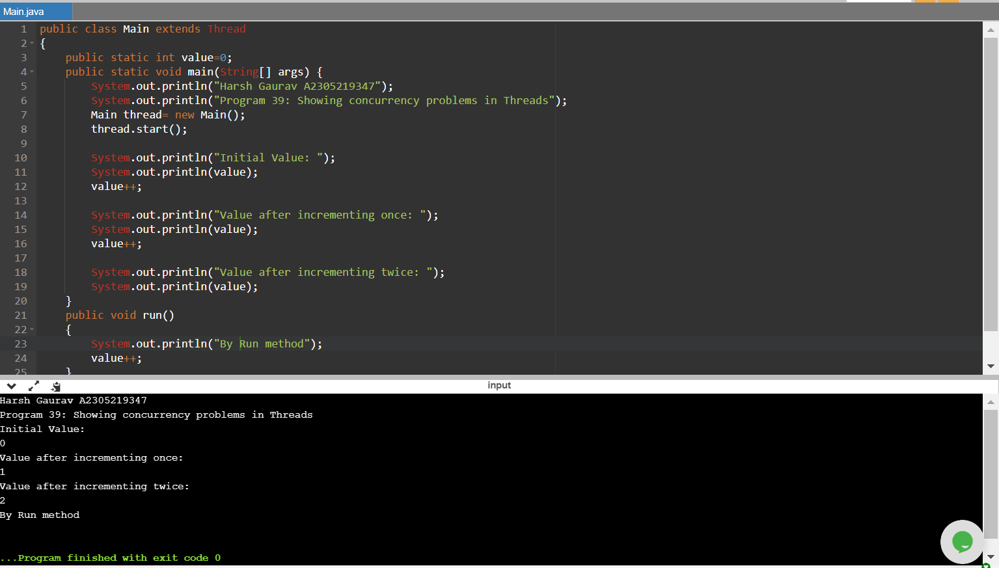 Main.java
1 public class Main extends Thread
2 {
3 public static int value=0;
4 public static void main(String[] args) {
5 System.out.println("Harsh Gaurav A2305219347");
6 System.out.println("Program 39: Showing concurrency problems in Threads");
7 Main thread= new Main();
8 thread.start();
9
10 System.out.println("Initial Value: ");
11 System.out.println(value);
12 value++;
13
14 System.out.println("Value after incrementing once: ");
15 System.out.println(value);
16 value++;
17
18 System.out.println("Value after incrementing twice: ");
19 System.out.println(value);
20 }
21 public void run()
22 {
23 System.out.println("By Run method");
24 value++;
25 }
input
Harsh Gaurav A2305219347
Program 39: Showing concurrency problems in Threads
Initial Value:
0
Value after incrementing once:
1
Value after incrementing twice:
2
By Run method
...Program finished with exit code 0